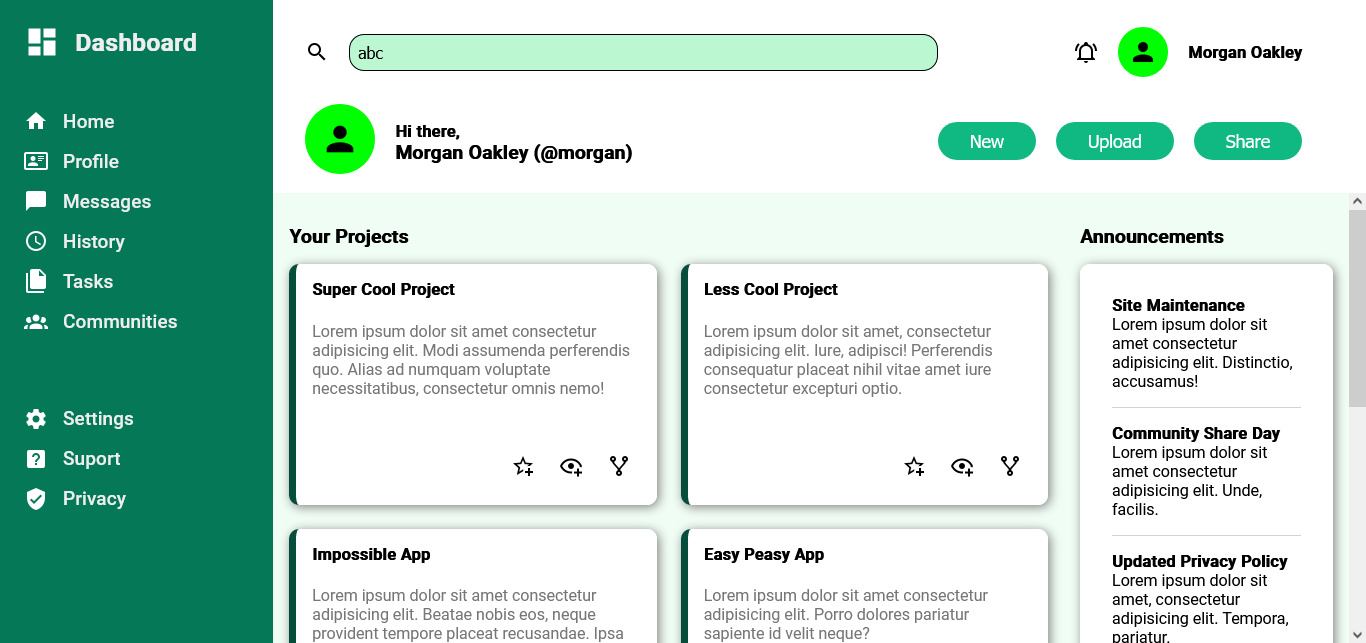 Dashboard
Home
Profile
Messages
History
Tasks
Communities
Settings
Suport
Privacy
abc
Morgan Oakley
Hi there,
Morgan Oakley (@morgan)
New
Upload
Share
Your Projects
Super Cool Project
Lorem ipsum dolor sit amet consectetur
adipisicing elit. Modi assumenda perferendis
quo. Alias ad numquam voluptate
necessitatibus, consectetur omnis nemo!
Less Cool Project
Lorem ipsum dolor sit amet, consectetur
adipisicing elit. Iure, adipisci! Perferendis
consequatur placeat nihil vitae amet iure
consectetur excepturi optio.
Impossible App
Lorem ipsum dolor sit amet consectetur
adipisicing elit. Beatae nobis eos, neque
provident tempore placeat recusandae. Ipsa
Easy Peasy App
Lorem ipsum dolor sit amet consectetur
adipisicing elit. Porro dolores pariatur
sapiente id velit neque?
Announcements
Site Maintenance
Lorem ipsum dolor sit
amet consectetur
adipisicing elit. Distinctio,
accusamus!
Community Share Day
Lorem ipsum dolor sit
amet consectetur
adipisicing elit. Unde,
facilis.
Updated Privacy Policy
Lorem ipsum dolor sit
amet, consectetur
adipisicing elit. Tempora,
pariatur.